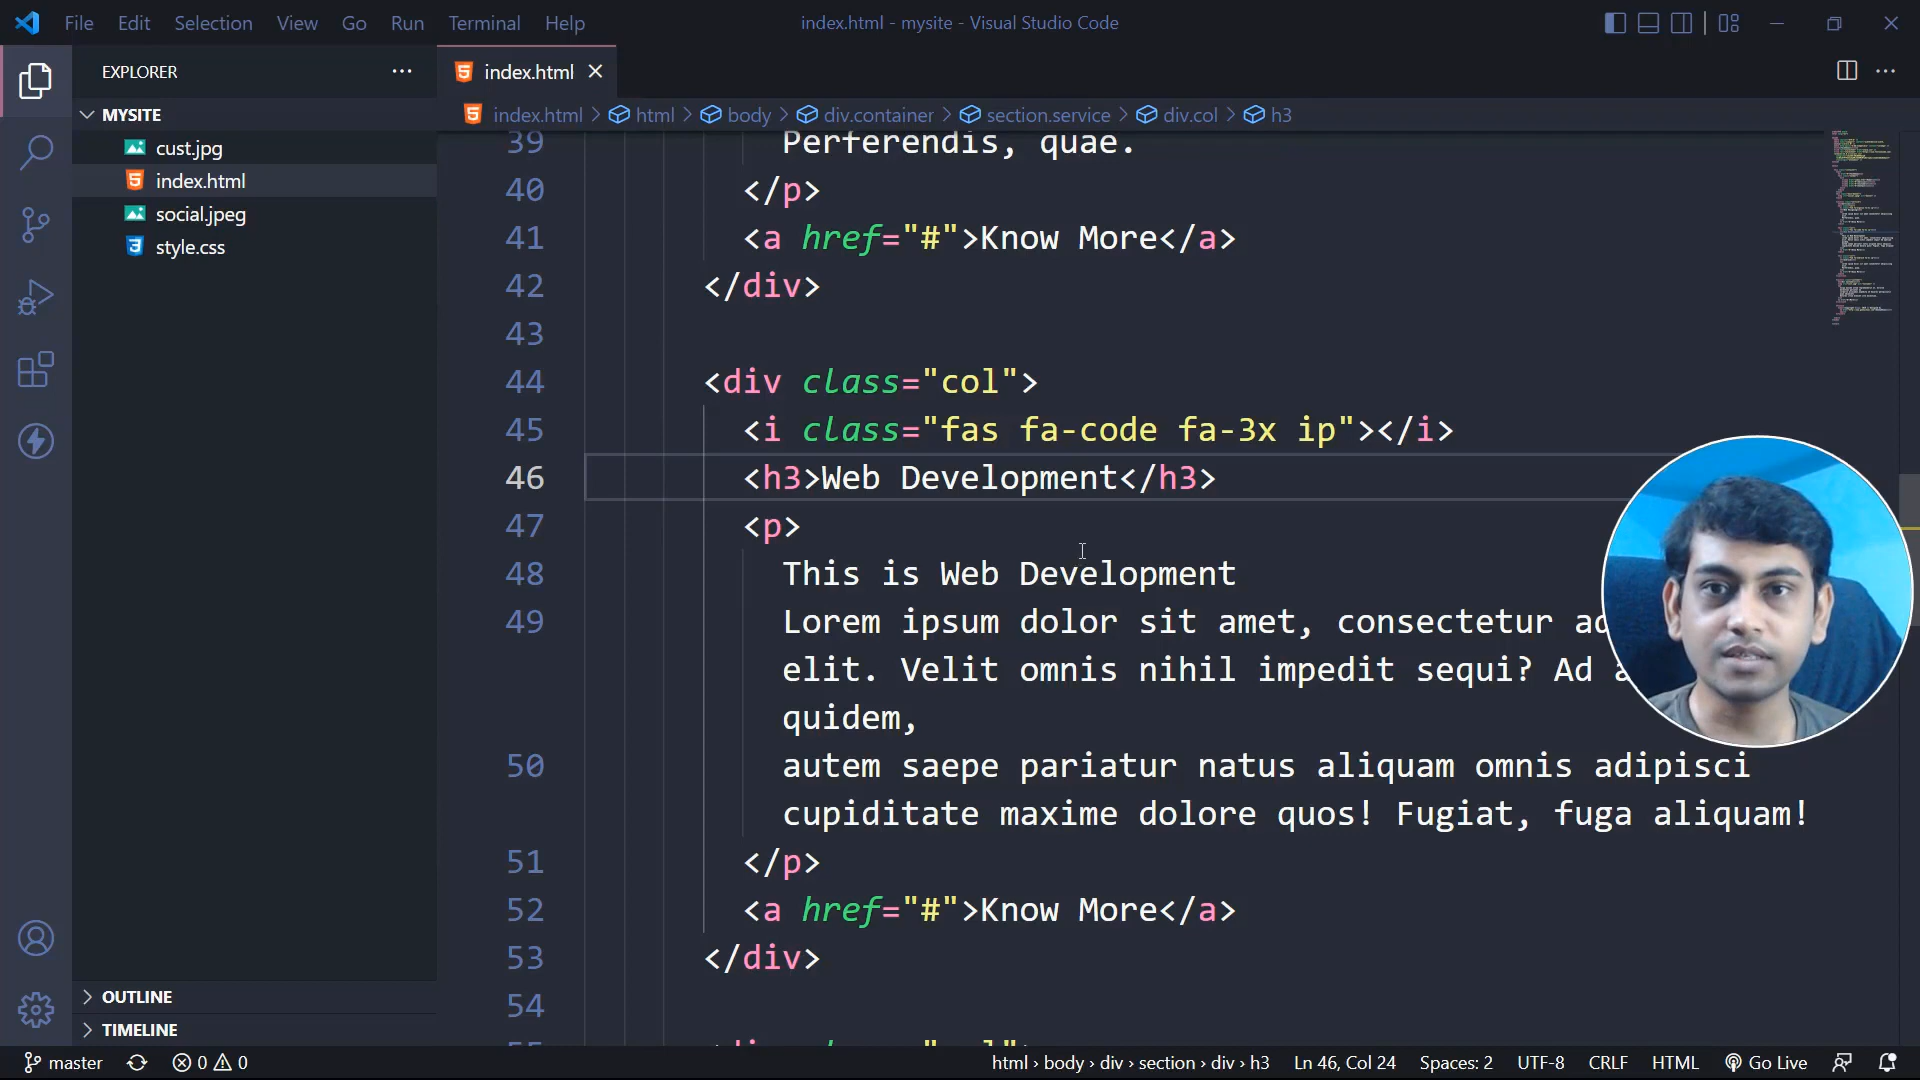 File Edit Selection View Go Run Terminal Help
index.html - mysite - Visual Studio Code
EXPLORER
index.html
MYSITE
cust.jpg
index.html
social.jpeg
style.css
index.html > html > body > div.container > section.service > div.col > h3
39 Perferendis, quae.
40 </p>
41 <a href="#">Know More</a>
42 </div>
43
44 <div class="col">
45 <i class="fas fa-code fa-3x ip"></i>
46 <h3>Web Development</h3>
47 <p>
48 This is Web Development
49 Lorem ipsum dolor sit amet, consectetur
elit. Velit omnis nihil impedit sequi? Ad
quidem,
50 autem saepe pariatur natus aliquam omnis adipisci
cupiditate maxime dolore quos! Fugiat, fuga aliquam!
51 </p>
52 <a href="#">Know More</a>
53 </div>
54
OUTLINE
TIMELINE
master 0 0 html › body › div › section › div › h3 Ln 46, Col 24 Spaces: 2 UTF-8 CRLF HTML Go Live